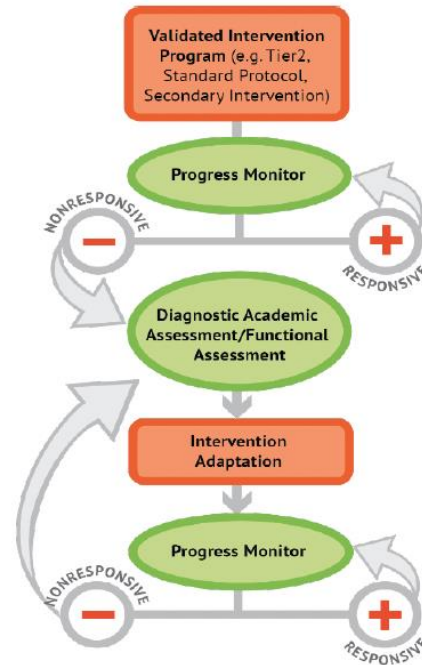 Validated Intervention
Program (e.g. Tier2,
Standard Protocol,
Secondary Intervention)
Progress Monitor
NONRESPONSIVE
RESPONSIVE
Diagnostic Academic
Assessment/Functional
Assessment
Intervention
Adaptation
Progress Monitor
NONRESPONSIVE
RESPONSIVE